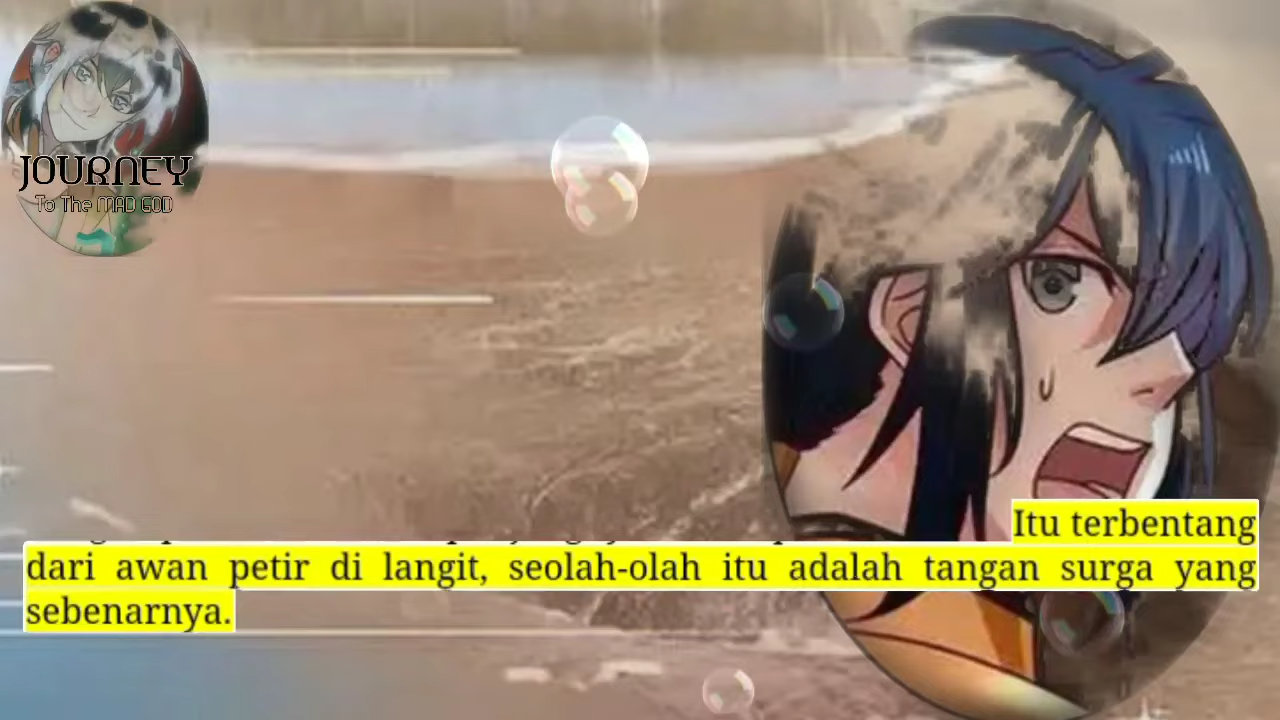 JOURNEY
To The MAD GOD
Itu terbentang
dari awan petir di langit, seolah-olah itu adalah tangan surga yang
sebenarnya.